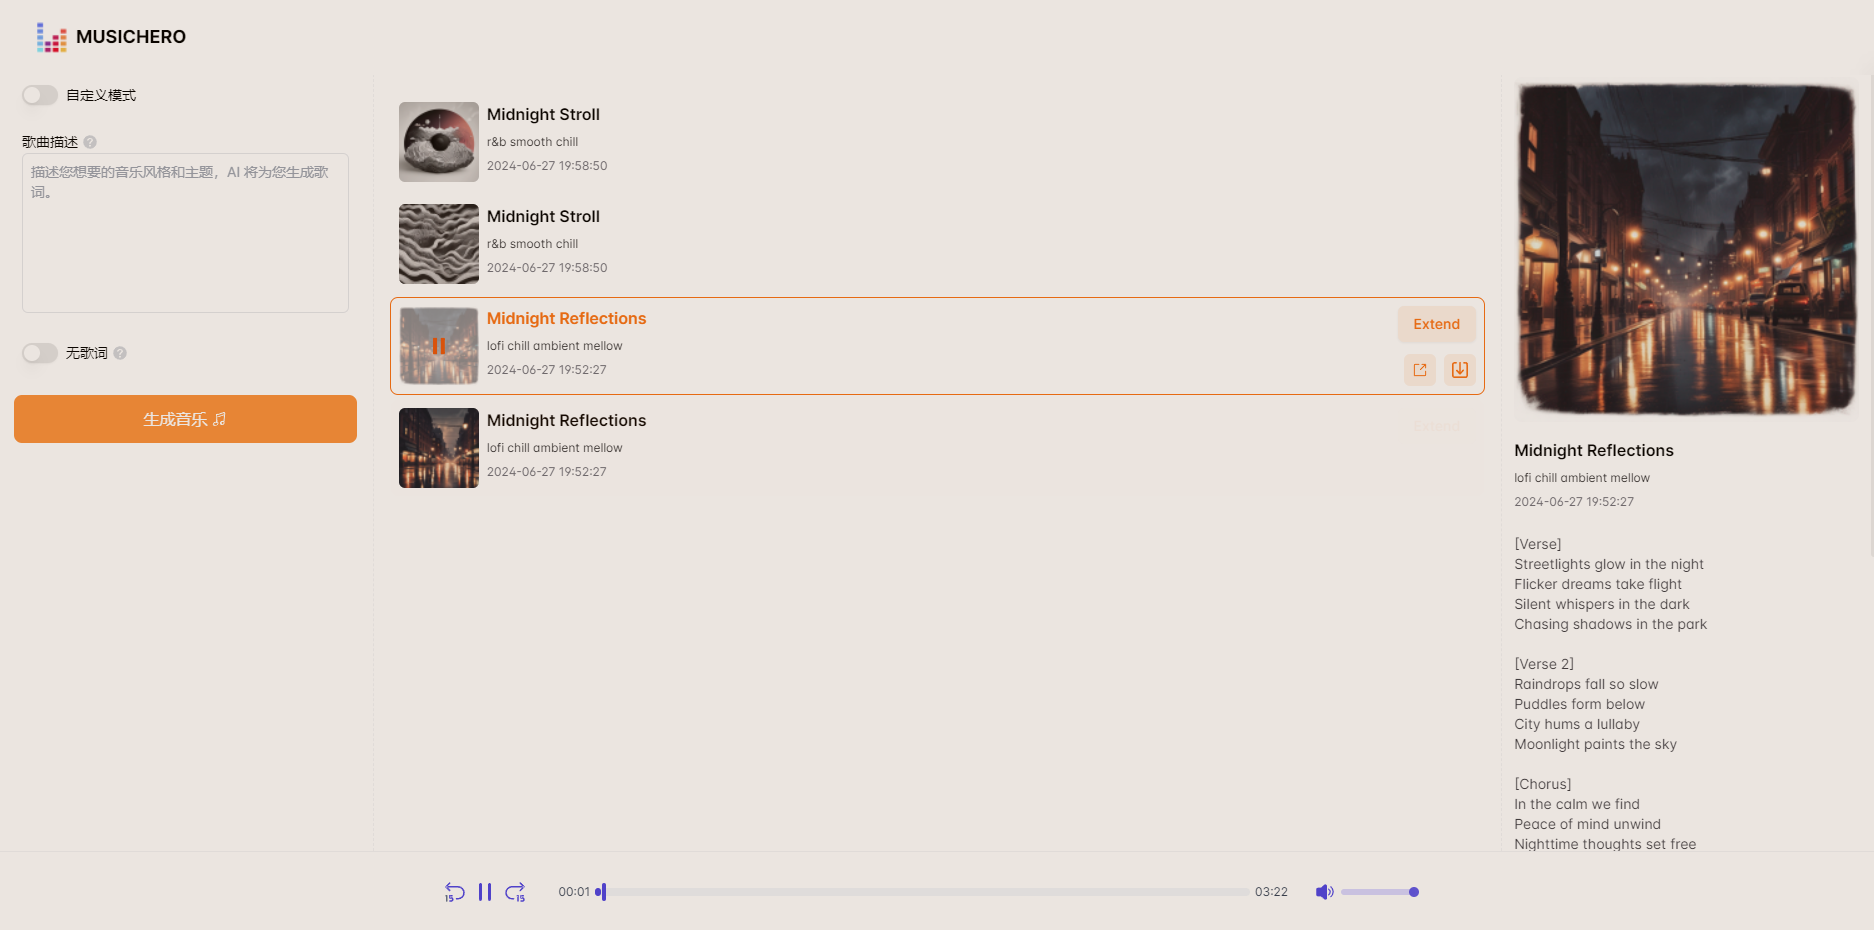 MUSICHERO
自定义模式
歌曲描述 ?
描述您想要的音乐风格和主题，AI 将为您生成歌
词。
无歌词 ?
生成音乐
Midnight Stroll
r&b smooth chill
2024-06-27 19:58:50
Midnight Stroll
r&b smooth chill
2024-06-27 19:58:50
Midnight Reflections
lofi chill ambient mellow
2024-06-27 19:52:27
Extend
Midnight Reflections
lofi chill ambient mellow
2024-06-27 19:52:27
Extend
Midnight Reflections
lofi chill ambient mellow
2024-06-27 19:52:27
[Verse]
Streetlights glow in the night
Flicker dreams take flight
Silent whispers in the dark
Chasing shadows in the park
[Verse 2]
Raindrops fall so slow
Puddles form below
City hums a lullaby
Moonlight paints the sky
[Chorus]
In the calm we find
Peace of mind unwind
Nighttime thoughts set free
15
15
00:01
03:22